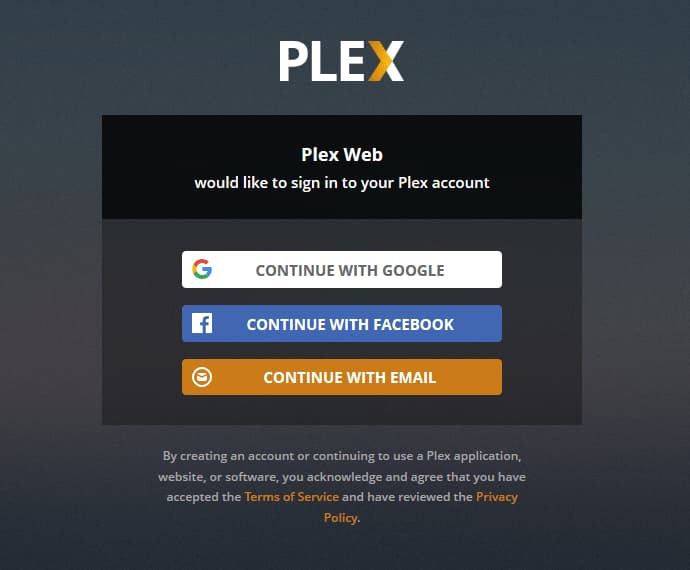 PLEX
Plex Web
would like to sign in to your Plex account
CONTINUE WITH GOOGLE
CONTINUE WITH FACEBOOK
CONTINUE WITH EMAIL
By creating an account or continuing to use a Plex application,
website, or software, you acknowledge and agree that you have
accepted the Terms of Service and have reviewed the Privacy
Policy.